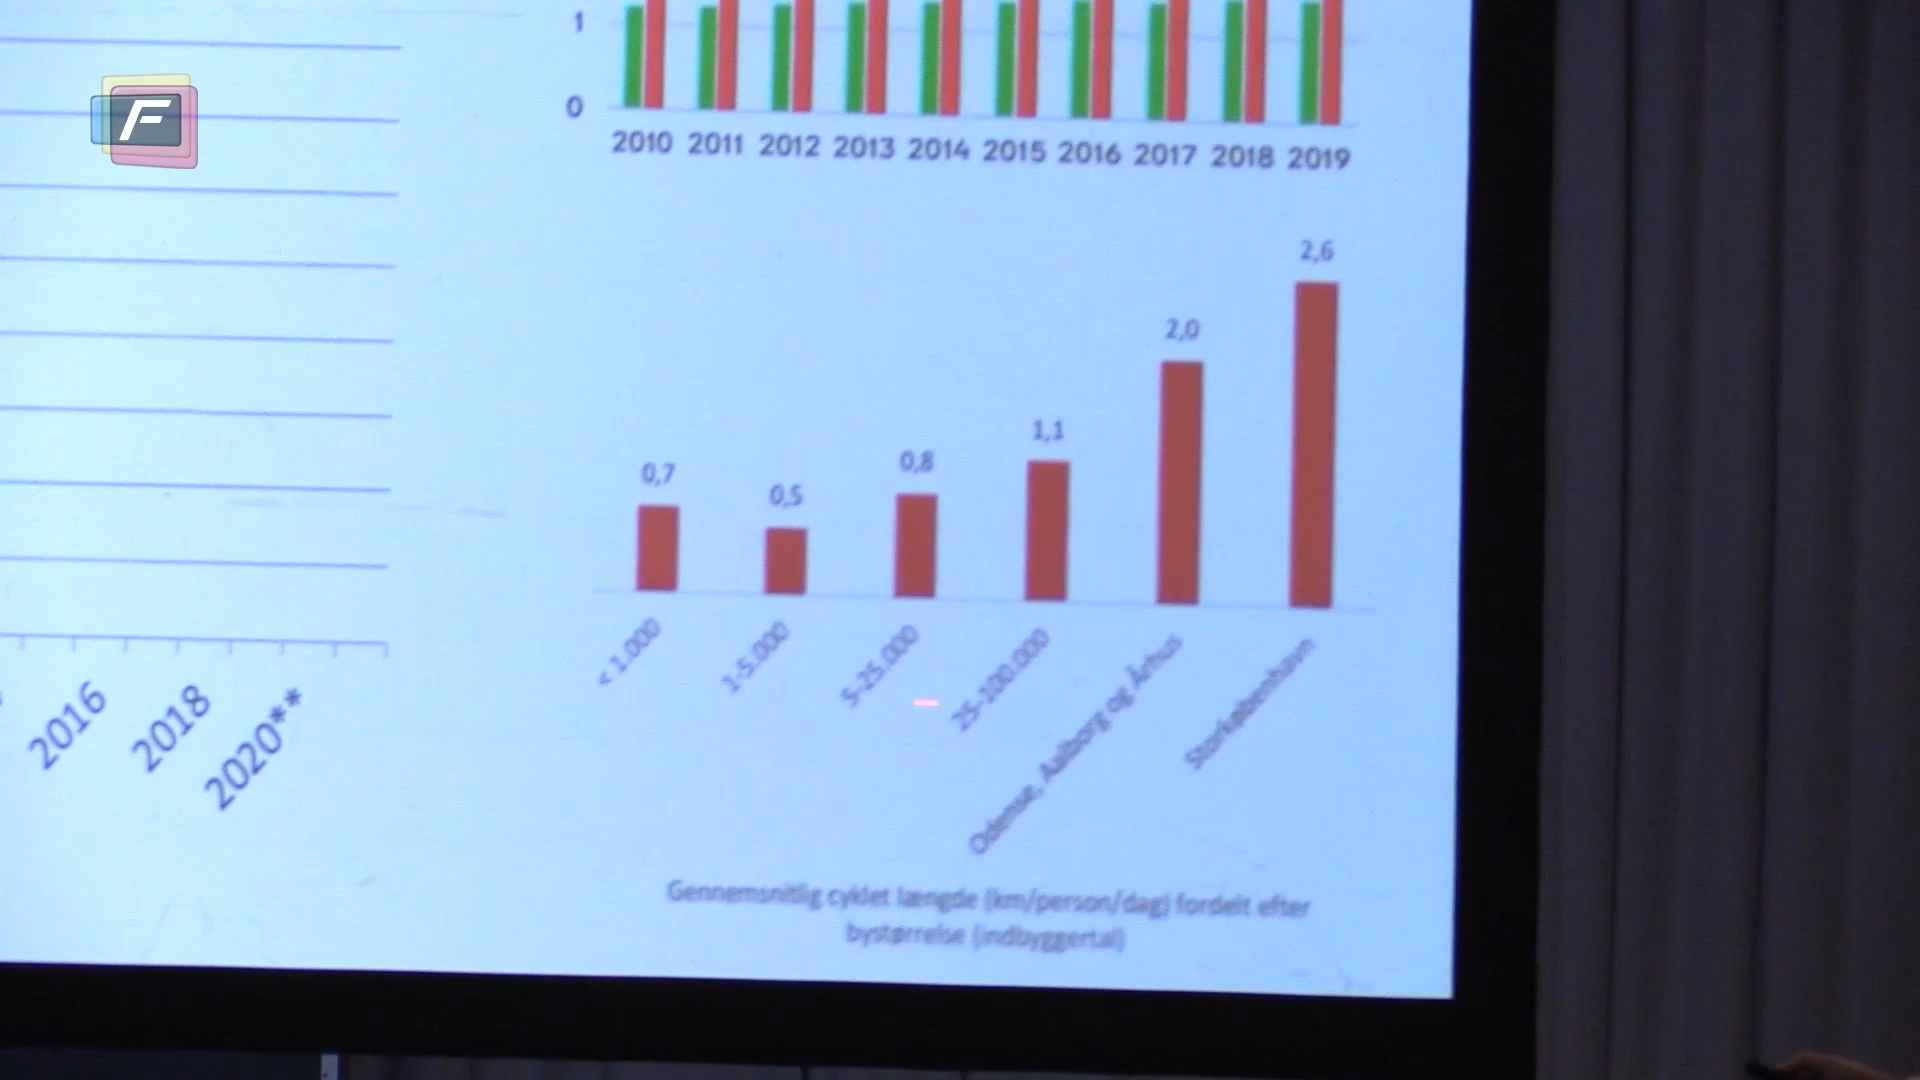 F
1
0
2010 2011 2012 2013 2014 2015 2016 2017 2018 2019
2016
2018
2020**
2,6
2,0
1,1
0,8
0,7
0,5
< 1.000
1-5.000
5-25.000
25-100.000
Odense, Aalborg og Århus
Storkøbenhavn
Gennemsnitlig cyklet længde (km/person/dag) fordelt efter
bystørrelse (indbyggertal)